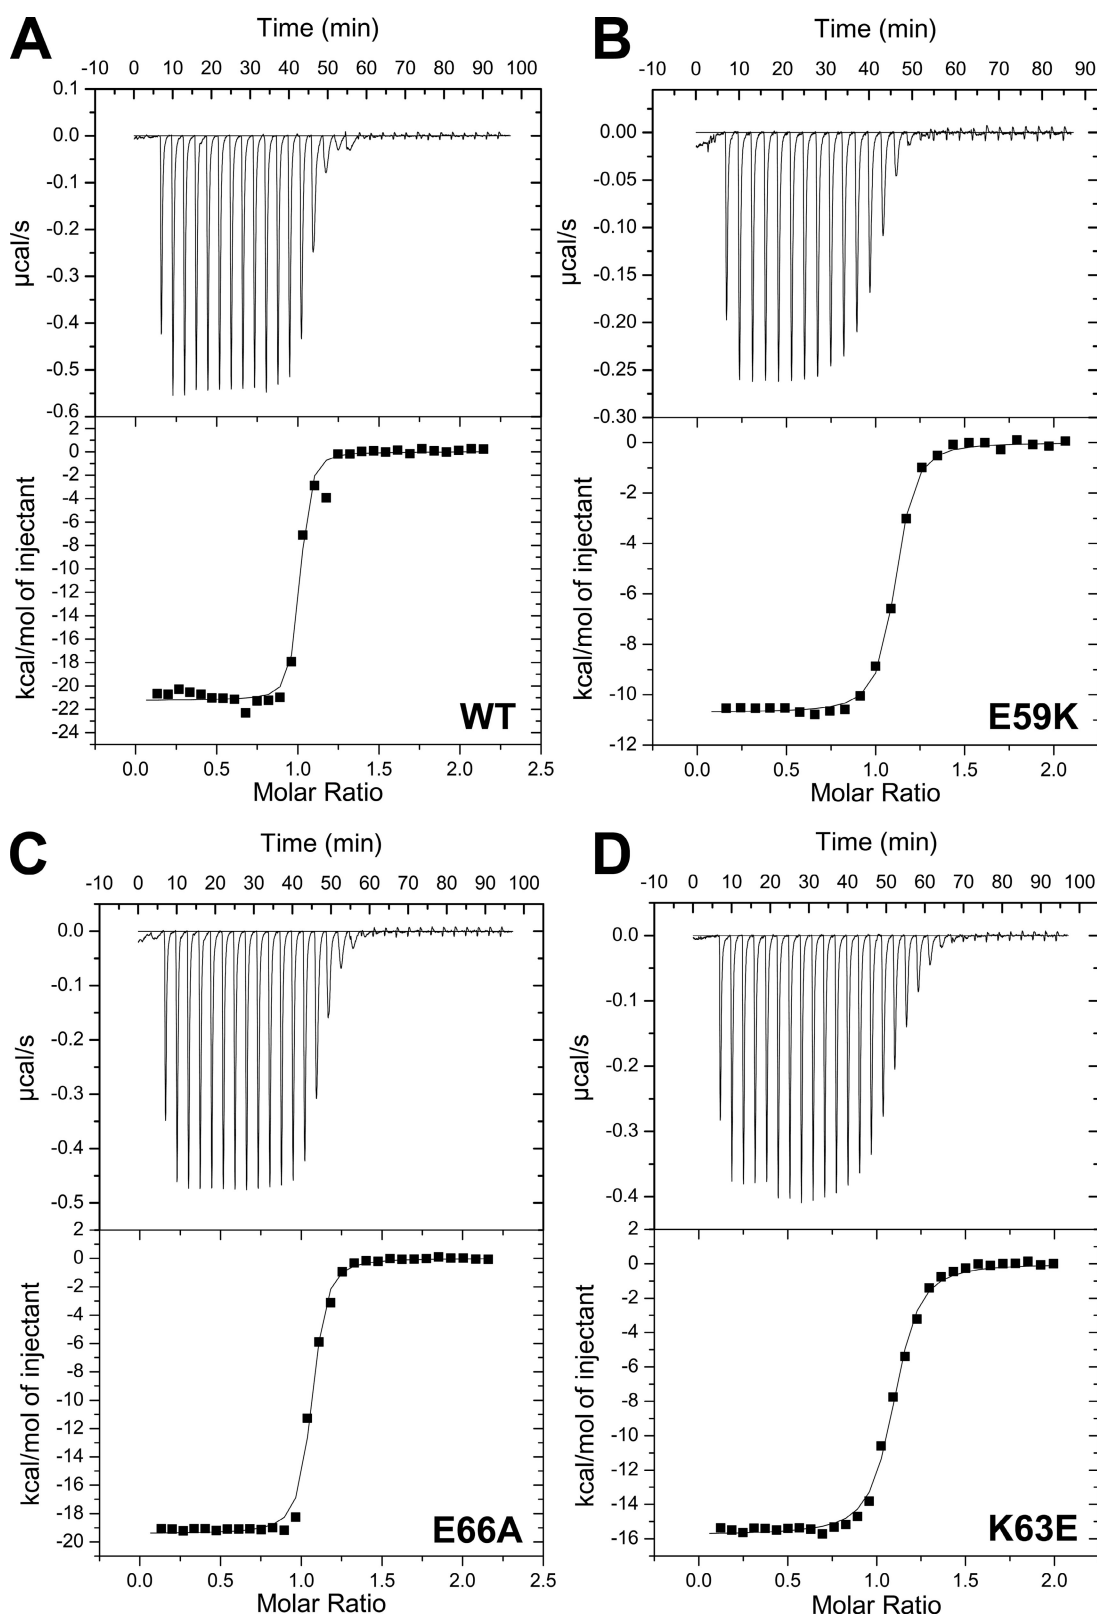 A
Time (min)
-10 0 10 20 30 40 50 60 70 80 90 100
0.1
0.0
-0.1
-0.2
-0.3
-0.4
-0.5
-0.6
µcal/s
2
0
-2
-4
-6
-8
-10
-12
-14
-16
-18
-20
-22
-24
kcal/mol of injectant
WT
0.0 0.5 1.0 1.5 2.0 2.5
Molar Ratio
B
Time (min)
-10 0 10 20 30 40 50 60 70 80 90
0.00
-0.05
-0.10
-0.15
-0.20
-0.25
-0.30
µcal/s
0
-2
-4
-6
-8
-10
-12
kcal/mol of injectant
E59K
0.0 0.5 1.0 1.5 2.0
Molar Ratio
C
Time (min)
-10 0 10 20 30 40 50 60 70 80 90 100
0.0
-0.1
-0.2
-0.3
-0.4
-0.5
µcal/s
2
0
-2
-4
-6
-8
-10
-12
-14
-16
-18
-20
kcal/mol of injectant
E66A
0.0 0.5 1.0 1.5 2.0 2.5
Molar Ratio
D
Time (min)
-10 0 10 20 30 40 50 60 70 80 90 100
0.0
-0.1
-0.2
-0.3
-0.4
µcal/s
2
0
-2
-4
-6
-8
-10
-12
-14
-16
kcal/mol of injectant
K63E
0.0 0.5 1.0 1.5 2.0
Molar Ratio